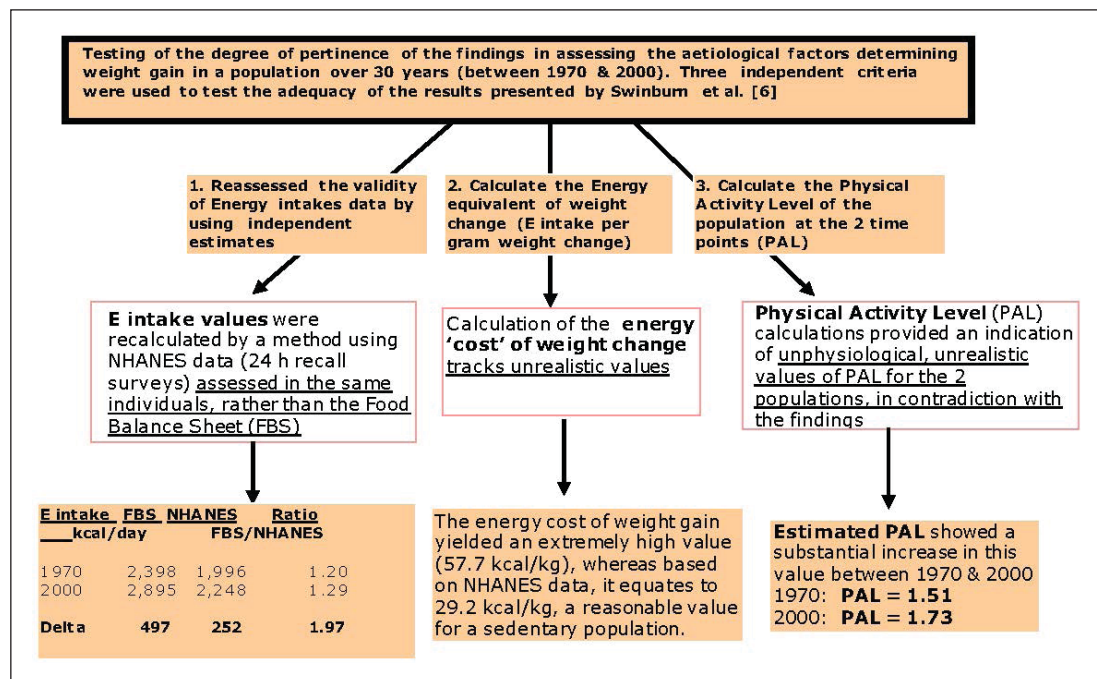 Testing of the degree of pertinence of the findings in assessing the aetiological factors determining
weight gain in a population over 30 years (between 1970 & 2000). Three independent criteria
were used to test the adequacy of the results presented by Swinburn et al. [6]
1. Reassessed the validity
of Energy intakes data by
using independent
estimates
2. Calculate the Energy
equivalent of weight
change (E intake per
gram weight change)
3. Calculate the Physical
Activity Level of the
population at the 2 time
points (PAL)
E intake values were
recalculated by a method using
NHANES data (24 h recall
surveys) assessed in the same
individuals, rather than the Food
Balance Sheet (FBS)
Calculation of the energy
‘cost’ of weight change
tracks unrealistic values
Physical Activity Level (PAL)
calculations provided an indication
of unphysiological, unrealistic
values of PAL for the 2
populations, in contradiction with
the findings
E intake FBS NHANES Ratio
___kcal/day FBS/NHANES
1970 2,398 1,996 1.20
2000 2,895 2,248 1.29
Delta 497 252 1.97
The energy cost of weight gain
yielded an extremely high value
(57.7 kcal/kg), whereas based
on NHANES data, it equates to
29.2 kcal/kg, a reasonable value
for a sedentary population.
Estimated PAL showed a
substantial increase in this
value between 1970 & 2000
1970: PAL = 1.51
2000: PAL = 1.73